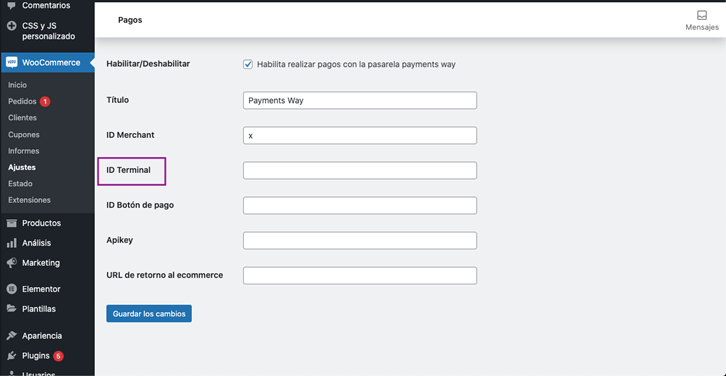 Comentarios
CSS y JS
personalizado
WooCommerce
Inicio
Pedidos 1
Clientes
Cupones
Informes
Ajustes
Estado
Extensiones
Productos
Análisis
Marketing
Elementor
Plantillas
Apariencia
Plugins 5
Usuarios
Pagos
Mensajes
Habilitar/Deshabilitar
Habilita realizar pagos con la pasarela payments way
Título
Payments Way
ID Merchant
x
ID Terminal
ID Botón de pago
Apikey
URL de retorno al ecommerce
Guardar los cambios